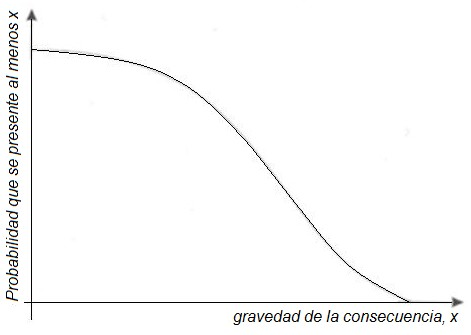 Probabilidad que se presente al menos x
gravedad de la consecuencia, x